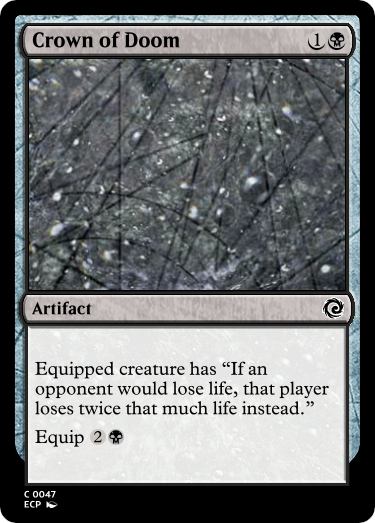 Crown of Doom 1
Artifact
Equipped creature has “If an
opponent would lose life, that player
loses twice that much life instead.”
Equip 2
C 0047
ECP